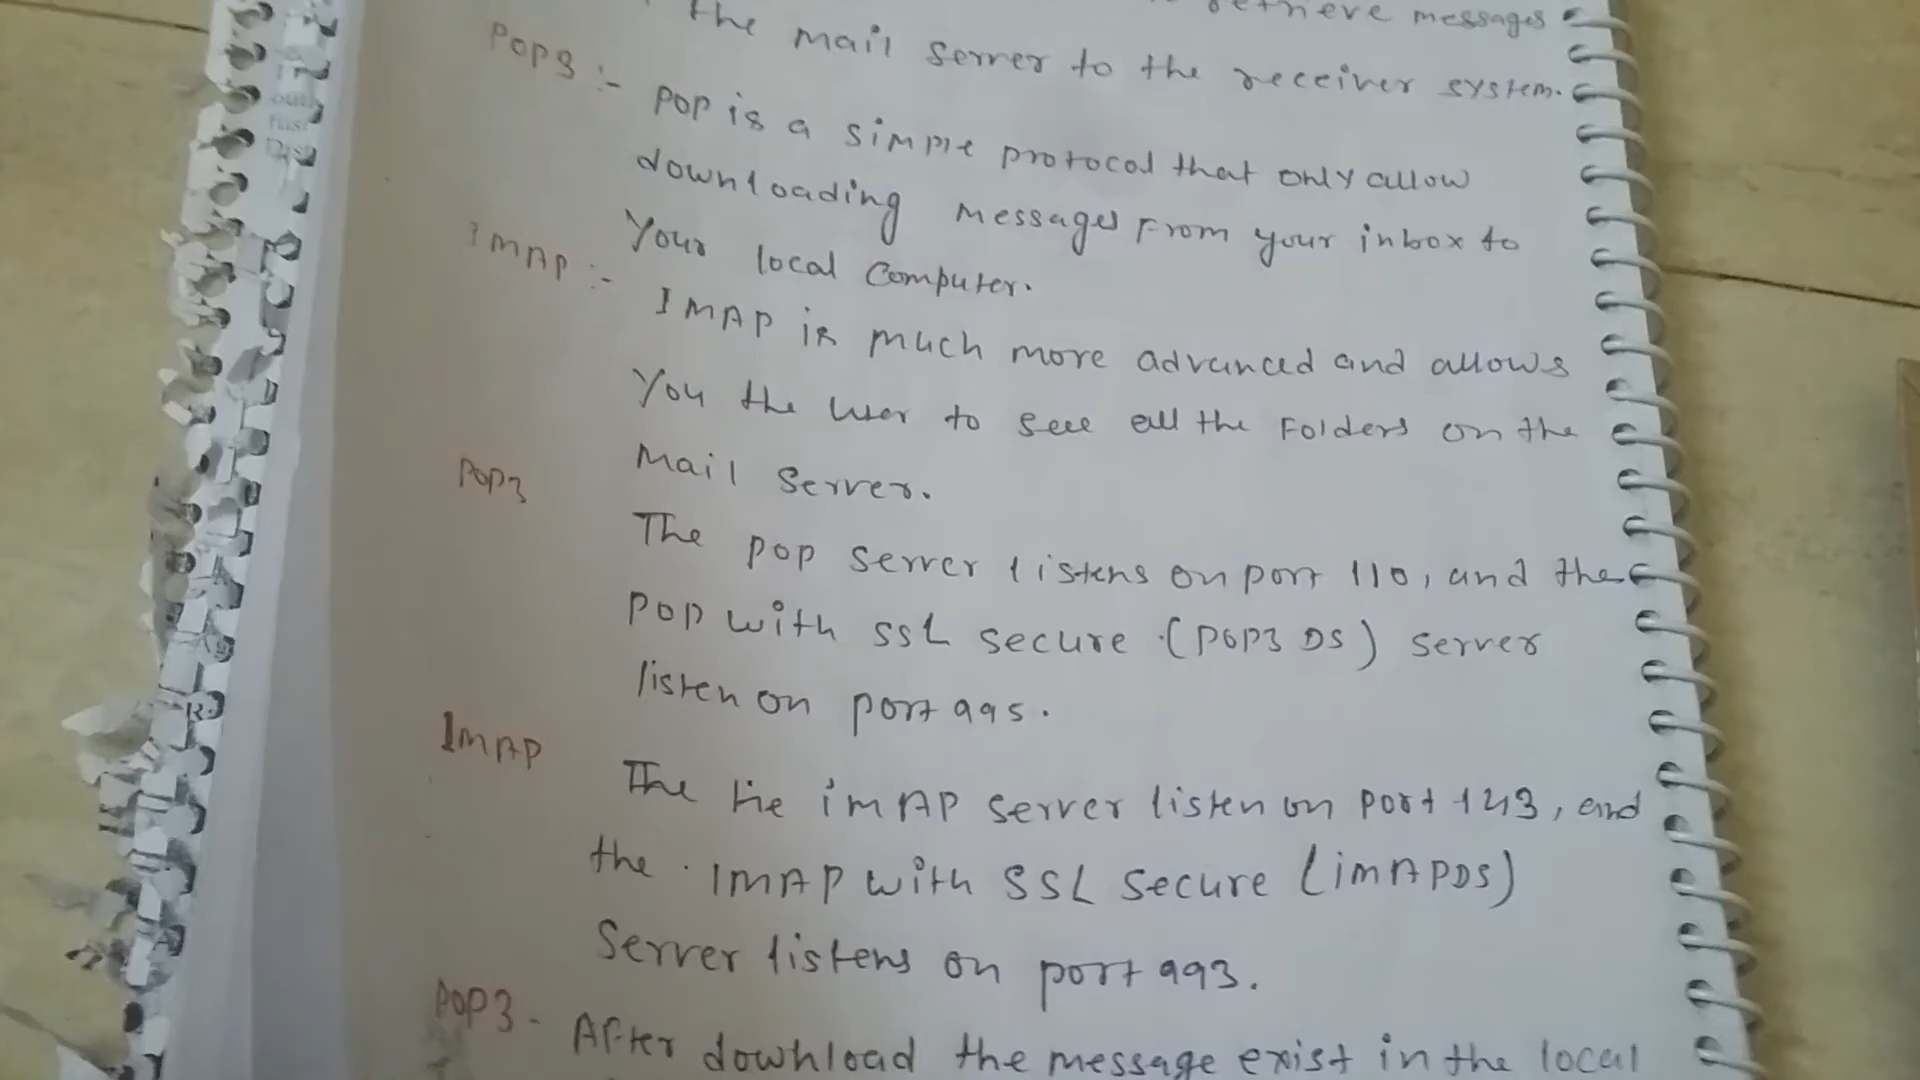 retrieve messages
the mail server to the receiver system.
POP3 :- POP is a simple protocol that only allow
downloading messages From your inbox to
Your local Computer.
IMAP :- IMAP is much more advanced and allows
You the user to see all the Folders on the
Mail Server.
POP3
The POP server listens on port 110, and the
POP with SSL secure (POP3 DS) server
listen on port 995.
IMAP
The the iMAP server listen on port 143, and
the IMAP with SSL Secure (iMAPDS)
Server listens on port 993.
POP3 - After download the message exist in the local